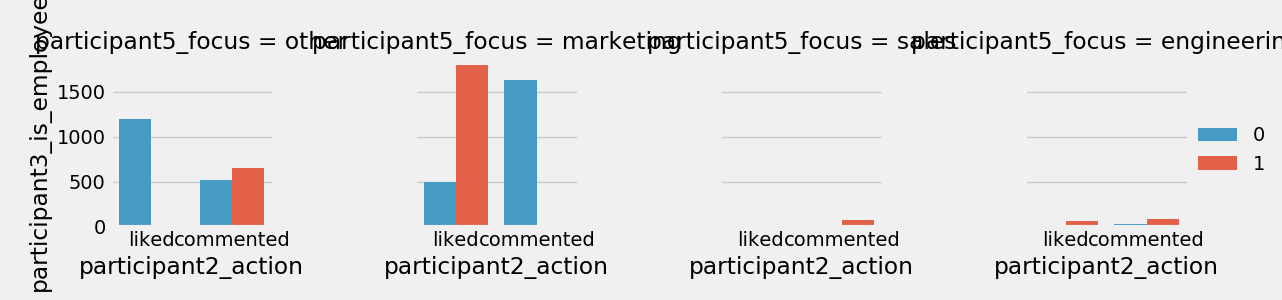 participant5_focus = other
participant5_focus = marketing
participant5_focus = sales
participant5_focus = engineerin
participant3_is_employee
1500
1000
500
0
0
1
liked commented
liked commented
liked commented
liked commented
participant2_action
participant2_action
participant2_action
participant2_action